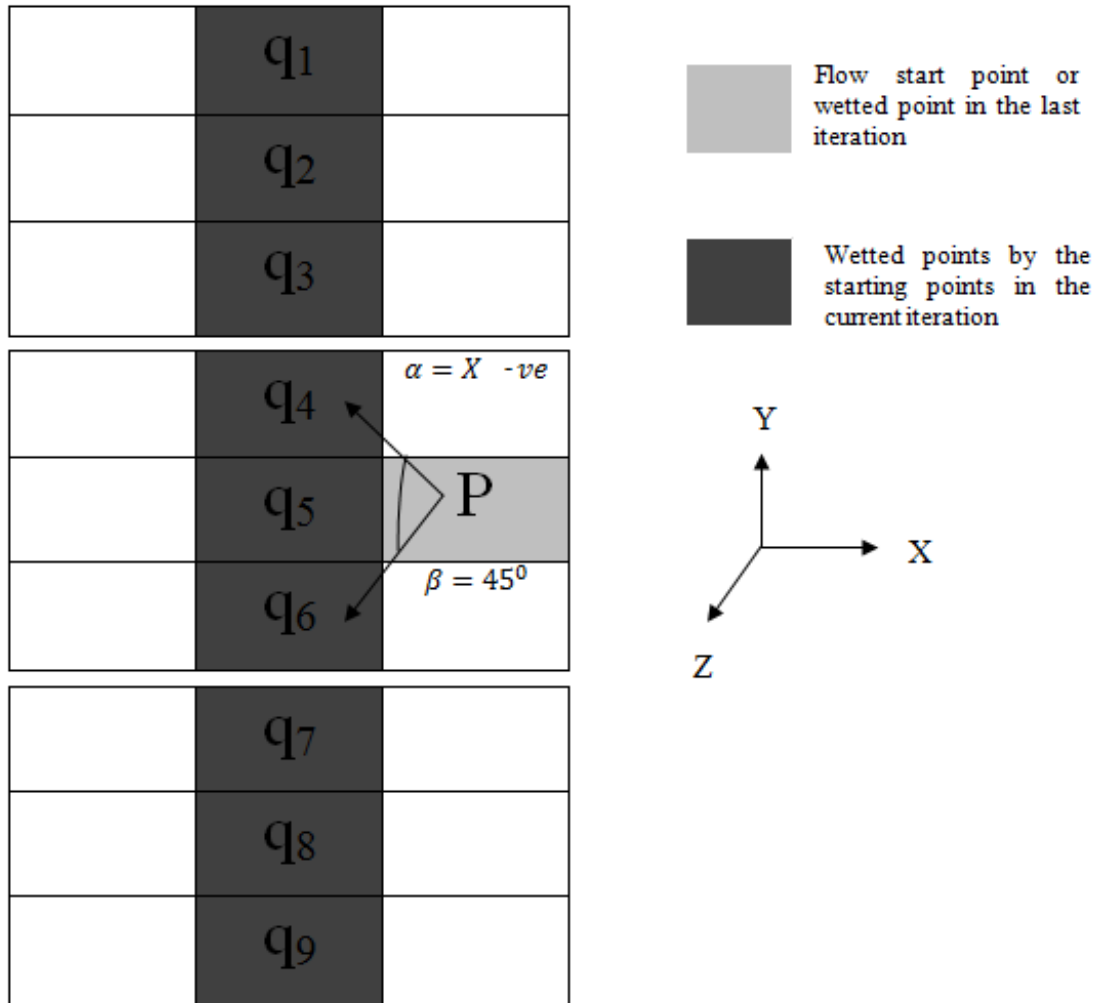 q1
q2
q3
q4
α = X -ve
q5
P
q6
β = 45⁰
q7
q8
q9
Flow start point or
wetted point in the last
iteration
Wetted points by the
starting points in the
current iteration
Y
X
Z